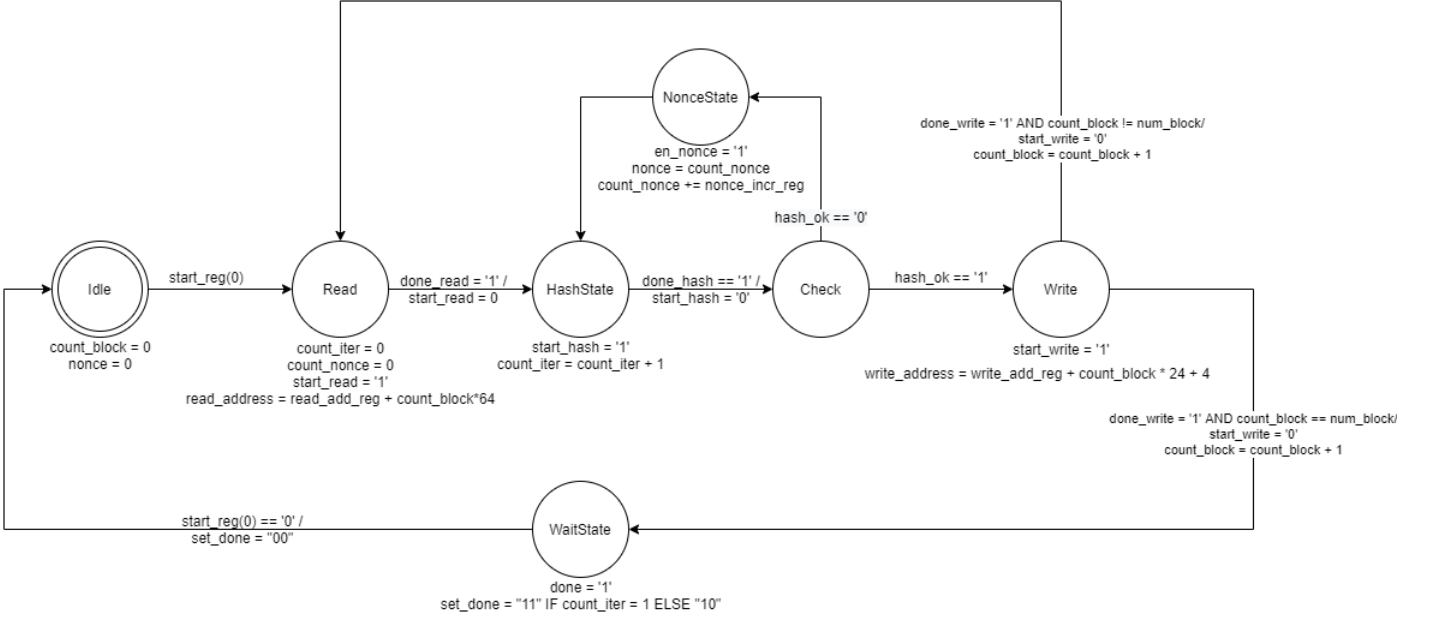 NonceState
en_nonce = '1'
nonce = count_nonce
count_nonce += nonce_incr_reg
done_write = '1' AND count_block != num_block/
start_write = '0'
count_block = count_block + 1
hash_ok == '0'
Idle
count_block = 0
nonce = 0
start_reg(0)
Read
count_iter = 0
count_nonce = 0
start_read = '1'
read_address = read_add_reg + count_block*64
done_read = '1' /
start_read = 0
HashState
start_hash = '1'
count_iter = count_iter + 1
done_hash == '1' /
start_hash = '0'
Check
hash_ok == '1'
Write
start_write = '1'
write_address = write_add_reg + count_block * 24 + 4
done_write = '1' AND count_block == num_block/
start_write = '0'
count_block = count_block + 1
start_reg(0) == '0' /
set_done = "00"
WaitState
done = '1'
set_done = "11" IF count_iter = 1 ELSE "10"